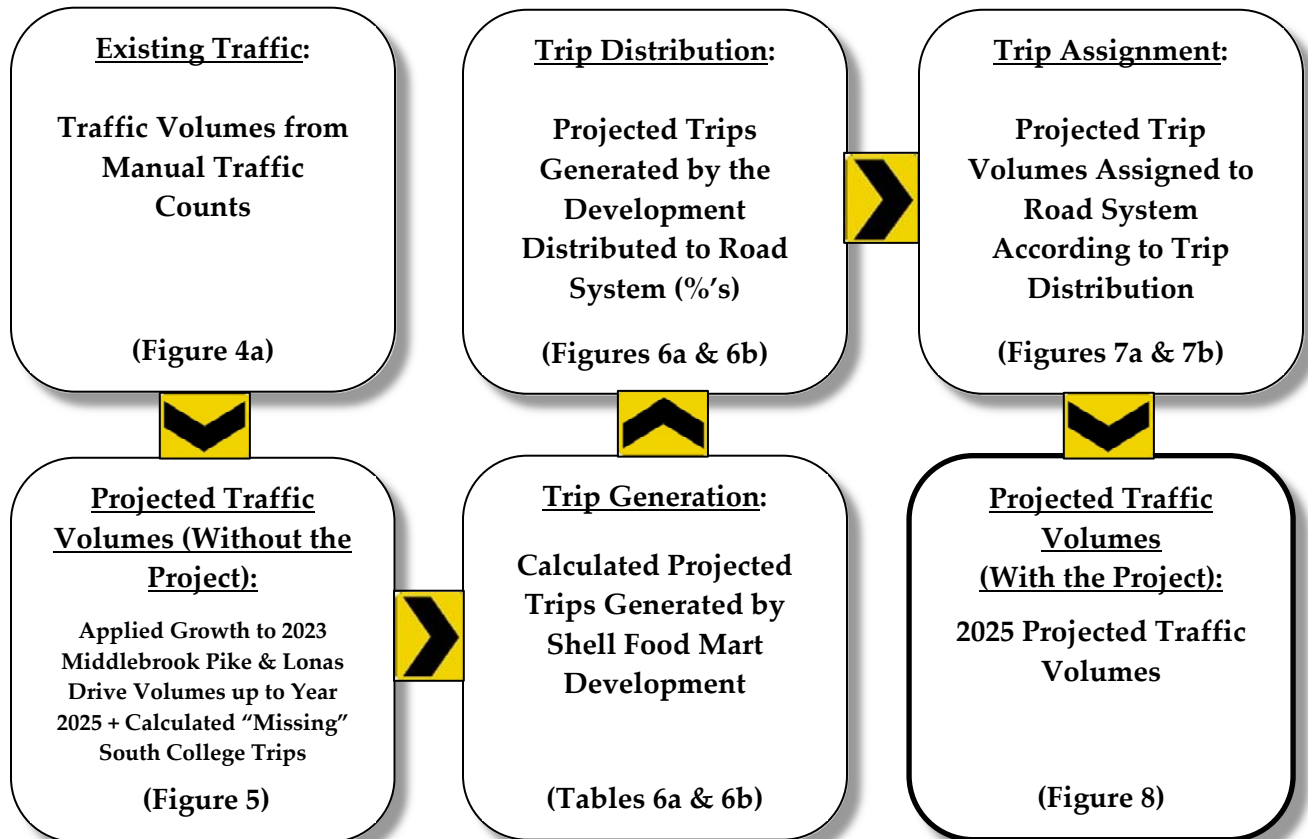 Existing Traffic:
Traffic Volumes from
Manual Traffic
Counts
(Figure 4a)
Projected Traffic
Volumes (Without the
Project):
Applied Growth to 2023
Middlebrook Pike & Lonas
Drive Volumes up to Year
2025 + Calculated “Missing”
South College Trips
(Figure 5)
Trip Generation:
Calculated Projected
Trips Generated by
Shell Food Mart
Development
(Tables 6a & 6b)
Trip Distribution:
Projected Trips
Generated by the
Development
Distributed to Road
System (%’s)
(Figures 6a & 6b)
Trip Assignment:
Projected Trip
Volumes Assigned to
Road System
According to Trip
Distribution
(Figures 7a & 7b)
Projected Traffic
Volumes
(With the Project):
2025 Projected Traffic
Volumes
(Figure 8)